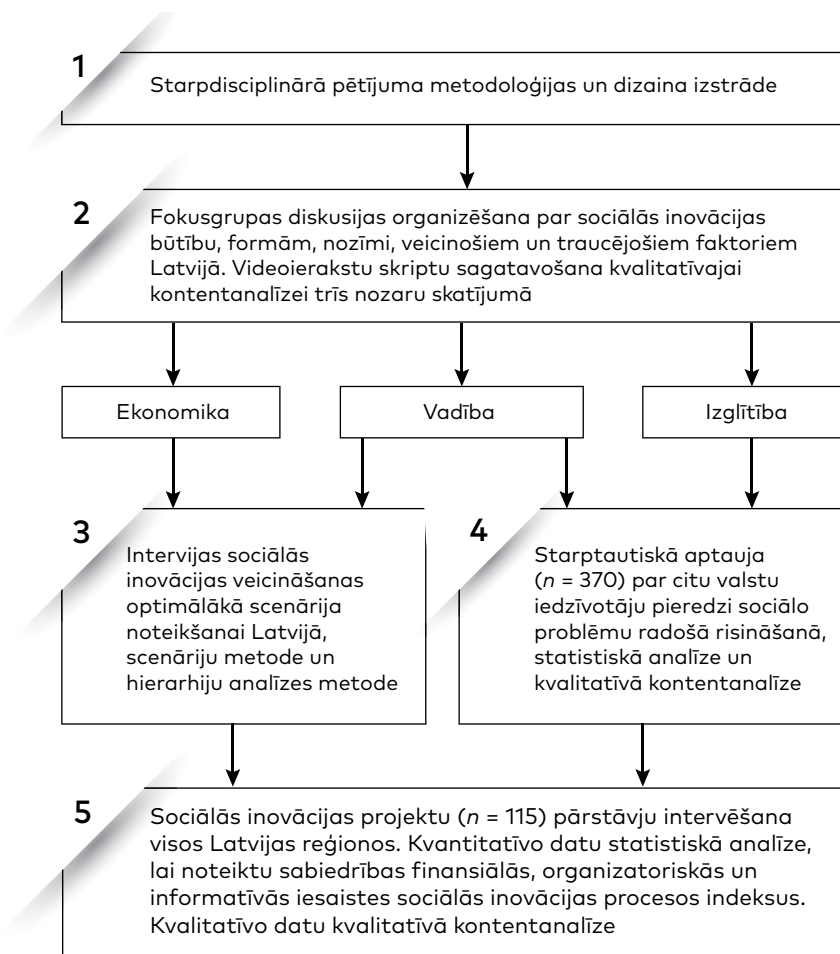 1
Starpdisciplinārā pētījuma metodoloģijas un dizaina izstrāde
2
Fokusgrupas diskusijas organizēšana par sociālās inovācijas
būtību, formām, nozīmi, veicinošiem un traucējošiem faktoriem
Latvijā. Videoierakstu skriptu sagatavošana kvalitatīvajai
kontentanalīzei trīs nozaru skatījumā
Ekonomika
Vadība
Izglītība
3
Intervijas sociālās
inovācijas veicināšanas
optimālākā scenārija
noteikšanai Latvijā,
scenāriju metode un
hierarhiju analīzes metode
4
Starptautiskā aptauja
(n = 370) par citu valstu
iedzīvotāju pieredzi sociālo
problēmu radošā risināšanā,
statistiskā analīze un
kvalitatīvā kontentanalīze
5
Sociālās inovācijas projektu (n = 115) pārstāvju intervēšana
visos Latvijas reģionos. Kvantitatīvo datu statistiskā analīze,
lai noteiktu sabiedrības finansiālās, organizatoriskās un
informatīvās iesaistes sociālās inovācijas procesos indeksus.
Kvalitatīvo datu kvalitatīvā kontentanalīze